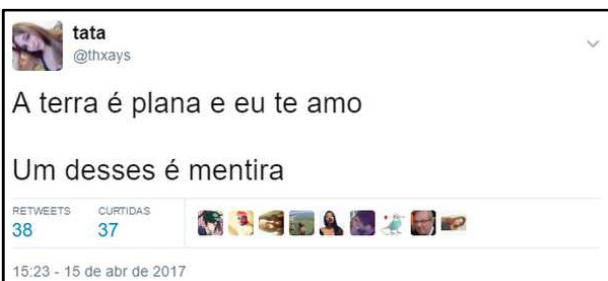 tata
@thxays
A terra é plana e eu te amo
Um desses é mentira
RETWEETS CURTIDAS
38 37
15:23 - 15 de abr de 2017